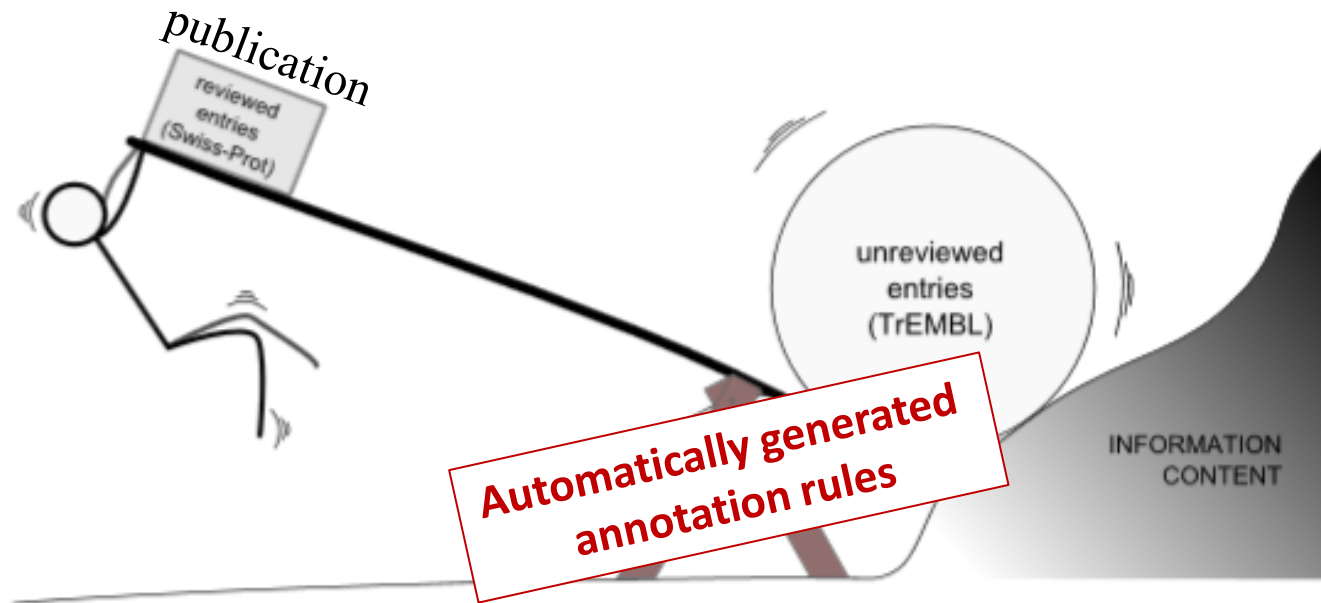 publication
reviewed
entries
(Swiss-Prot)
unreviewed
entries
(TrEMBL)
Automatically generated
annotation rules
INFORMATION
CONTENT